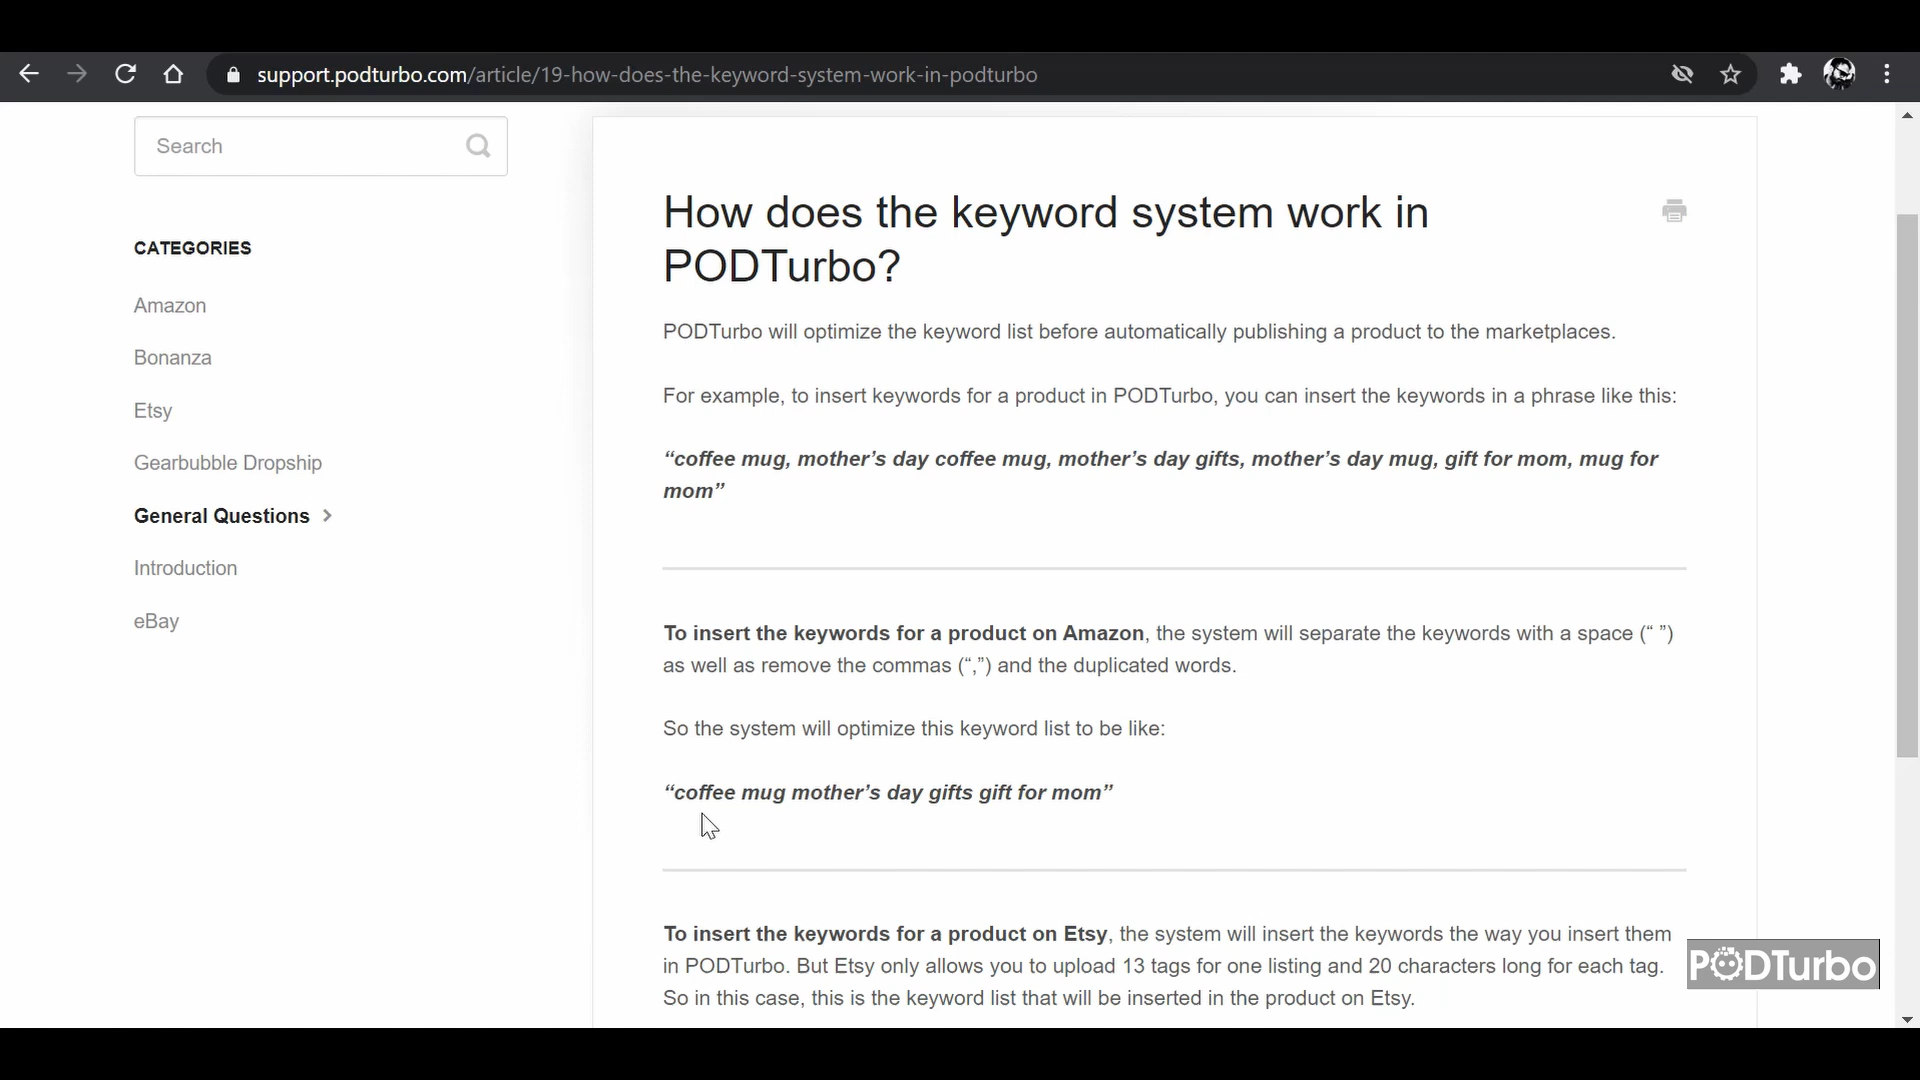 support.podturbo.com/article/19-how-does-the-keyword-system-work-in-podturbo
Search
CATEGORIES
Amazon
Bonanza
Etsy
Gearbubble Dropship
General Questions
Introduction
eBay
How does the keyword system work in
PODTurbo?
PODTurbo will optimize the keyword list before automatically publishing a product to the marketplaces.
For example, to insert keywords for a product in PODTurbo, you can insert the keywords in a phrase like this:
“coffee mug, mother’s day coffee mug, mother’s day gifts, mother’s day mug, gift for mom, mug for
mom”
To insert the keywords for a product on Amazon, the system will separate the keywords with a space (“ ”)
as well as remove the commas (“,”) and the duplicated words.
So the system will optimize this keyword list to be like:
“coffee mug mother’s day gifts gift for mom”
To insert the keywords for a product on Etsy, the system will insert the keywords the way you insert them
in PODTurbo. But Etsy only allows you to upload 13 tags for one listing and 20 characters long for each tag.
So in this case, this is the keyword list that will be inserted in the product on Etsy.
PODTurbo